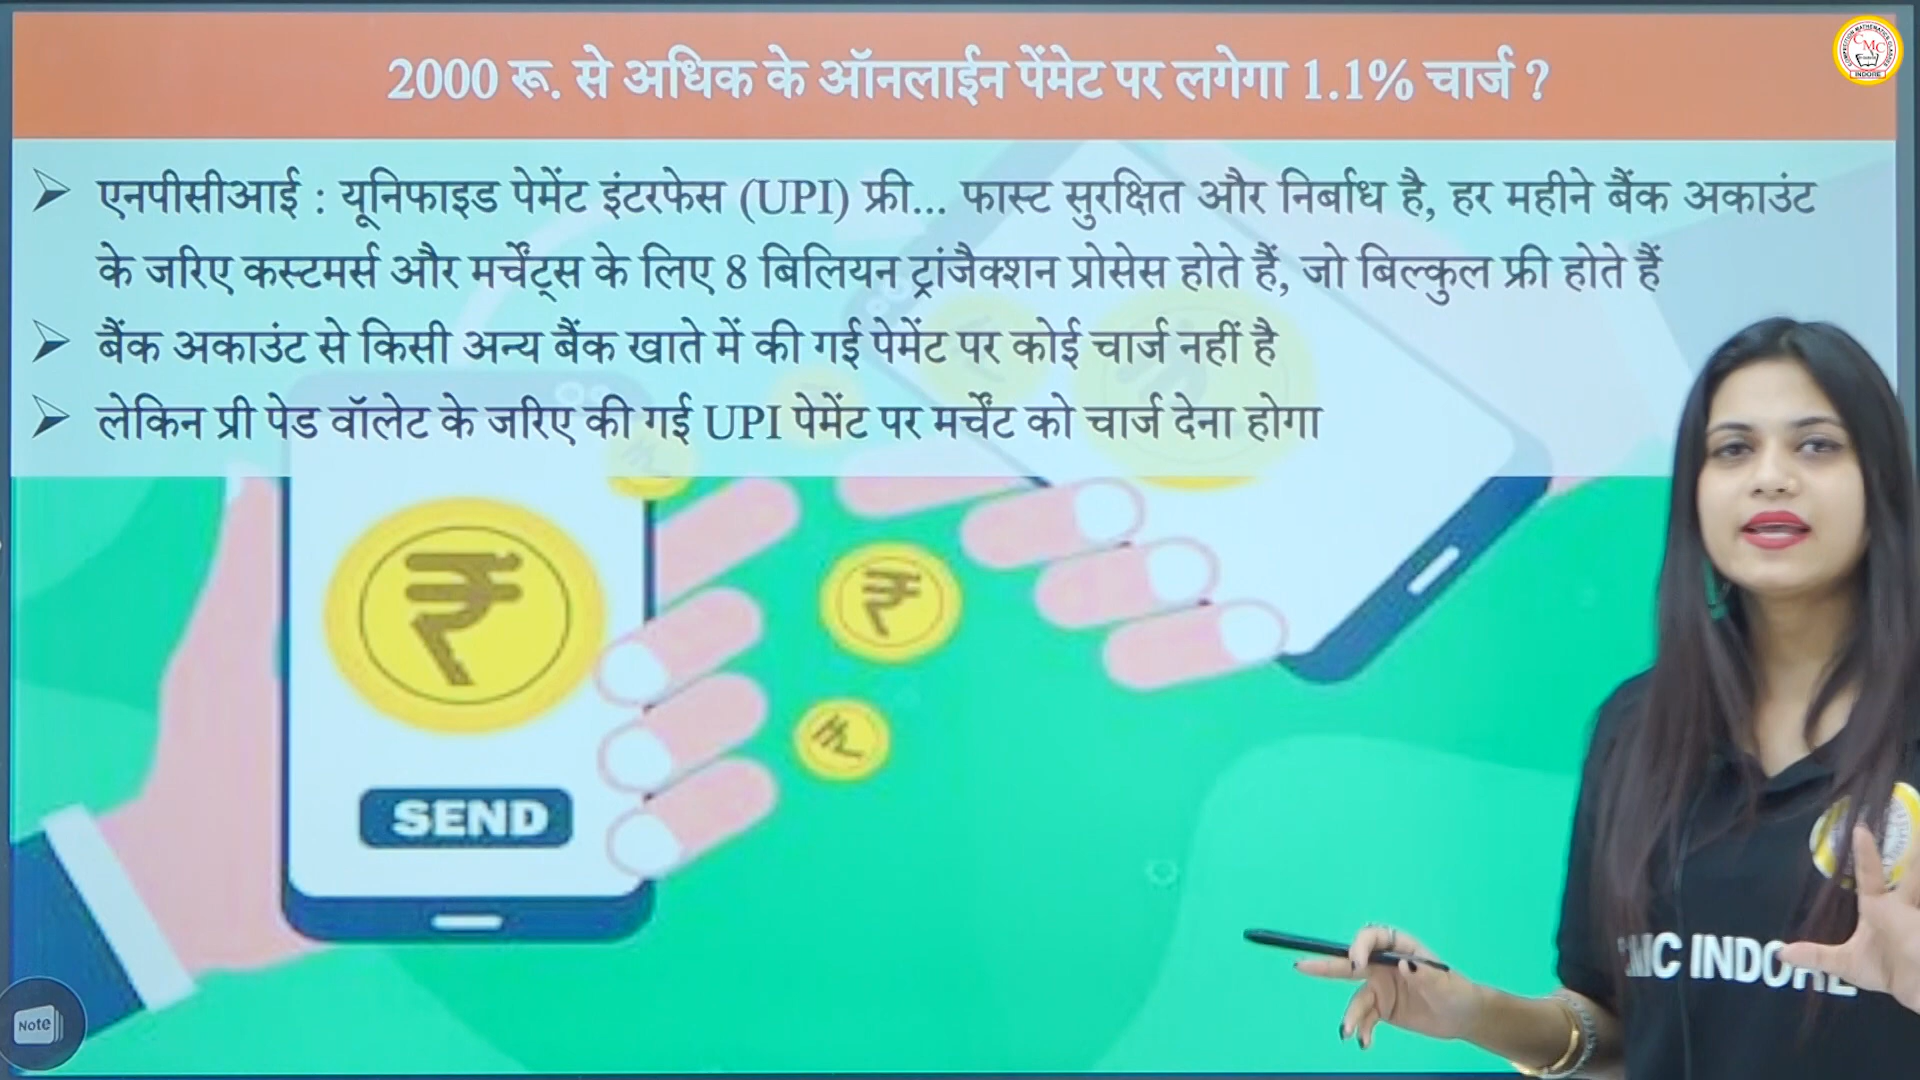 2000 रू. से अधिक के ऑनलाईन पेंमेट पर लगेगा 1.1% चार्ज ?
एनपीसीआई : यूनिफाइड पेमेंट इंटरफेस (UPI) फ्री... फास्ट सुरक्षित और निर्बाध है, हर महीने बैंक अकाउंट
के जरिए कस्टमर्स और मर्चेंट्स के लिए 8 बिलियन ट्रांजैक्शन प्रोसेस होते हैं, जो बिल्कुल फ्री होते हैं
बैंक अकाउंट से किसी अन्य बैंक खाते में की गई पेमेंट पर कोई चार्ज नहीं है
लेकिन प्री पेड वॉलेट के जरिए की गई UPI पेमेंट पर मर्चेंट को चार्ज देना होगा
SEND
Note
CMC
INDORE
CMC INDORE